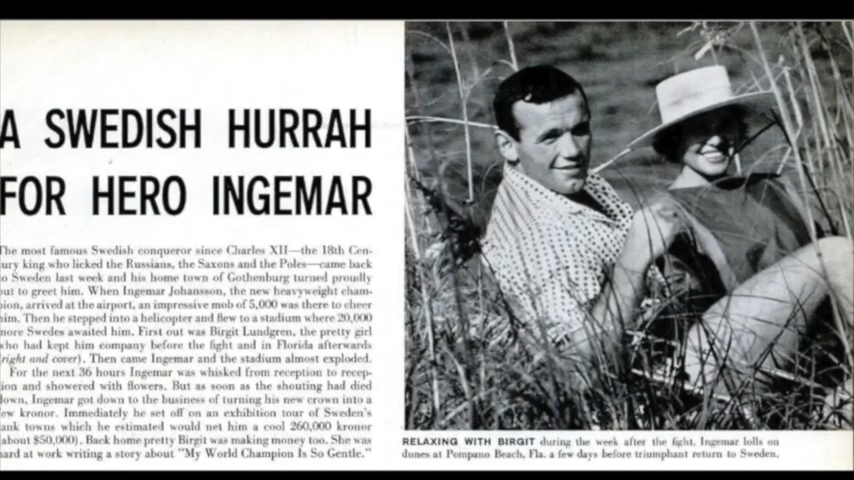 A SWEDISH HURRAH
FOR HERO INGEMAR
The most famous Swedish conqueror since Charles XII—the 18th Cen-
tury king who licked the Russians, the Saxons and the Poles—came back
to Sweden last week and his home town of Gothenburg turned proudly
out to greet him. When Ingemar Johansson, the new heavyweight cham-
pion, arrived at the airport, an impressive mob of 5,000 was there to cheer
him. Then he stepped into a helicopter and flew to a stadium where 20,000
more Swedes awaited him. First out was Birgit Lundgren, the pretty girl
who had kept him company before the fight and in Florida afterwards
(right and cover). Then came Ingemar and the stadium almost exploded.
For the next 36 hours Ingemar was whisked from reception to recep-
tion and showered with flowers. But as soon as the shouting had died
down, Ingemar got down to the business of turning his new crown into a
few kronor. Immediately he set off on an exhibition tour of Sweden's
tank towns which he estimated would net him a cool 260,000 kronor
(about $50,000). Back home pretty Birgit was making money too. She was
hard at work writing a story about "My World Champion Is So Gentle."
RELAXING WITH BIRGIT during the week after the fight, Ingemar lolls on
dunes at Pompano Beach, Fla. a few days before triumphant return to Sweden.